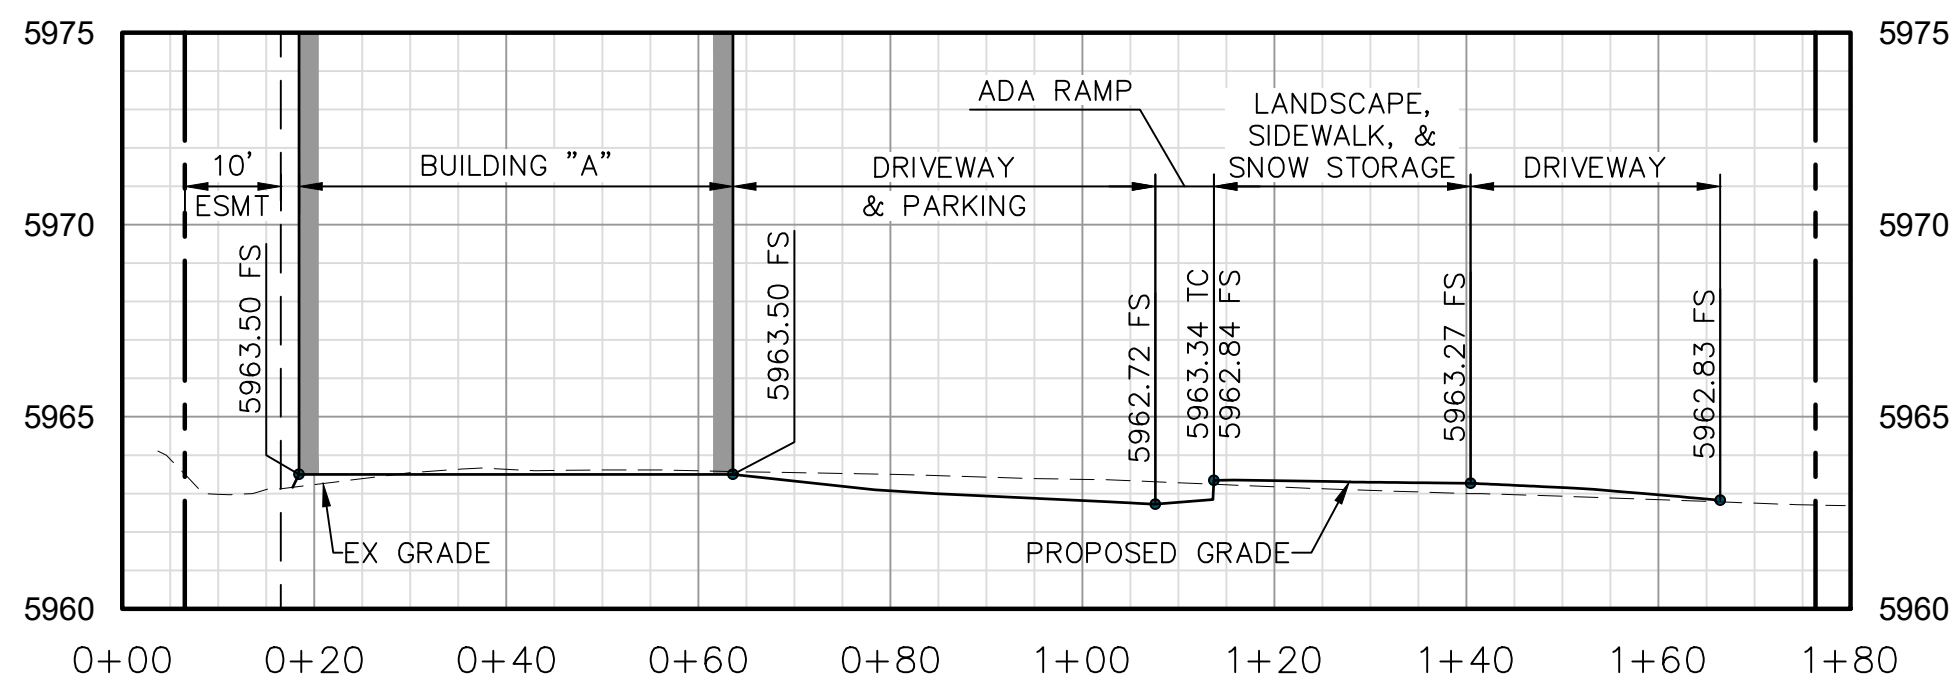 5975
5975
ADA RAMP
LANDSCAPE,
SIDEWALK, &
SNOW STORAGE
10'
ESMT
BUILDING "A"
DRIVEWAY
& PARKING
DRIVEWAY
5970
5970
5963.50 FS
5963.50 FS
5962.72 FS
5963.34 TC
5962.84 FS
5963.27 FS
5962.83 FS
5965
5965
EX GRADE
PROPOSED GRADE
5960
5960
0+00 0+20 0+40 0+60 0+80 1+00 1+20 1+40 1+60 1+80